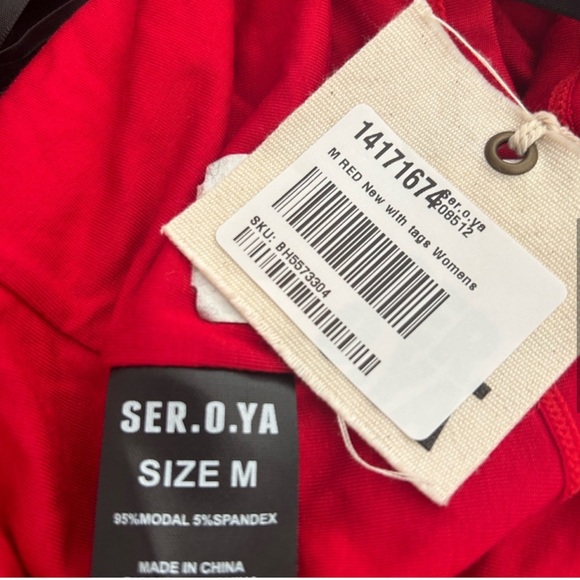 14171674
Ser.o.ya
208512
M RED New with tags Womens
SKU: BH5573304
SER.O.YA
SIZE M
95%MODAL 5%SPANDEX
MADE IN CHINA